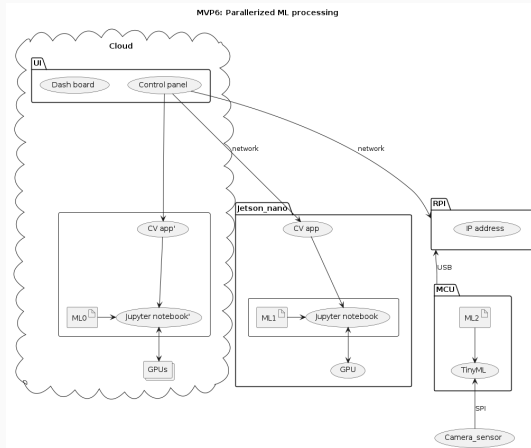 MVP6: Parallerized ML processing
Cloud
UI
Dash board
Control panel
network
network
RPI
IP address
Jetson_nano
CV app'
CV app
USB
MCU
ML0
Jupyter notebook'
ML1
Jupyter notebook
ML2
GPUs
GPU
TinyML
SPI
Camera_sensor